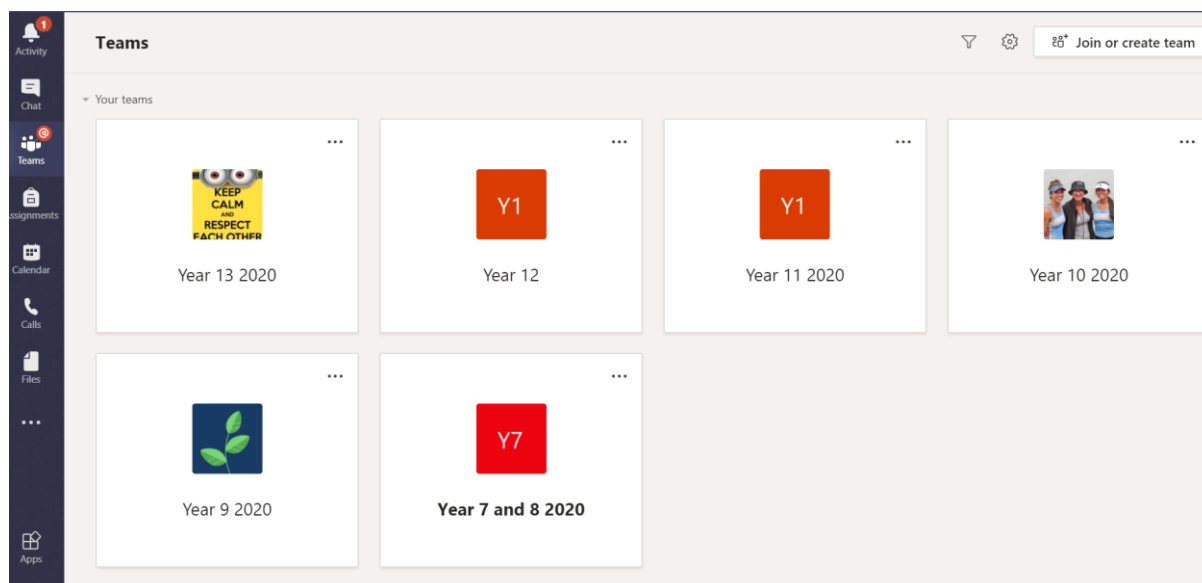 1
Activity
Chat
@
Teams
ssignments
Calendar
Calls
Files
Apps
Teams
Join or create team
Your teams
KEEP
CALM
AND
RESPECT
EACH OTHER
Year 13 2020
Y1
Year 12
Y1
Year 11 2020
Year 10 2020
Year 9 2020
Y7
Year 7 and 8 2020